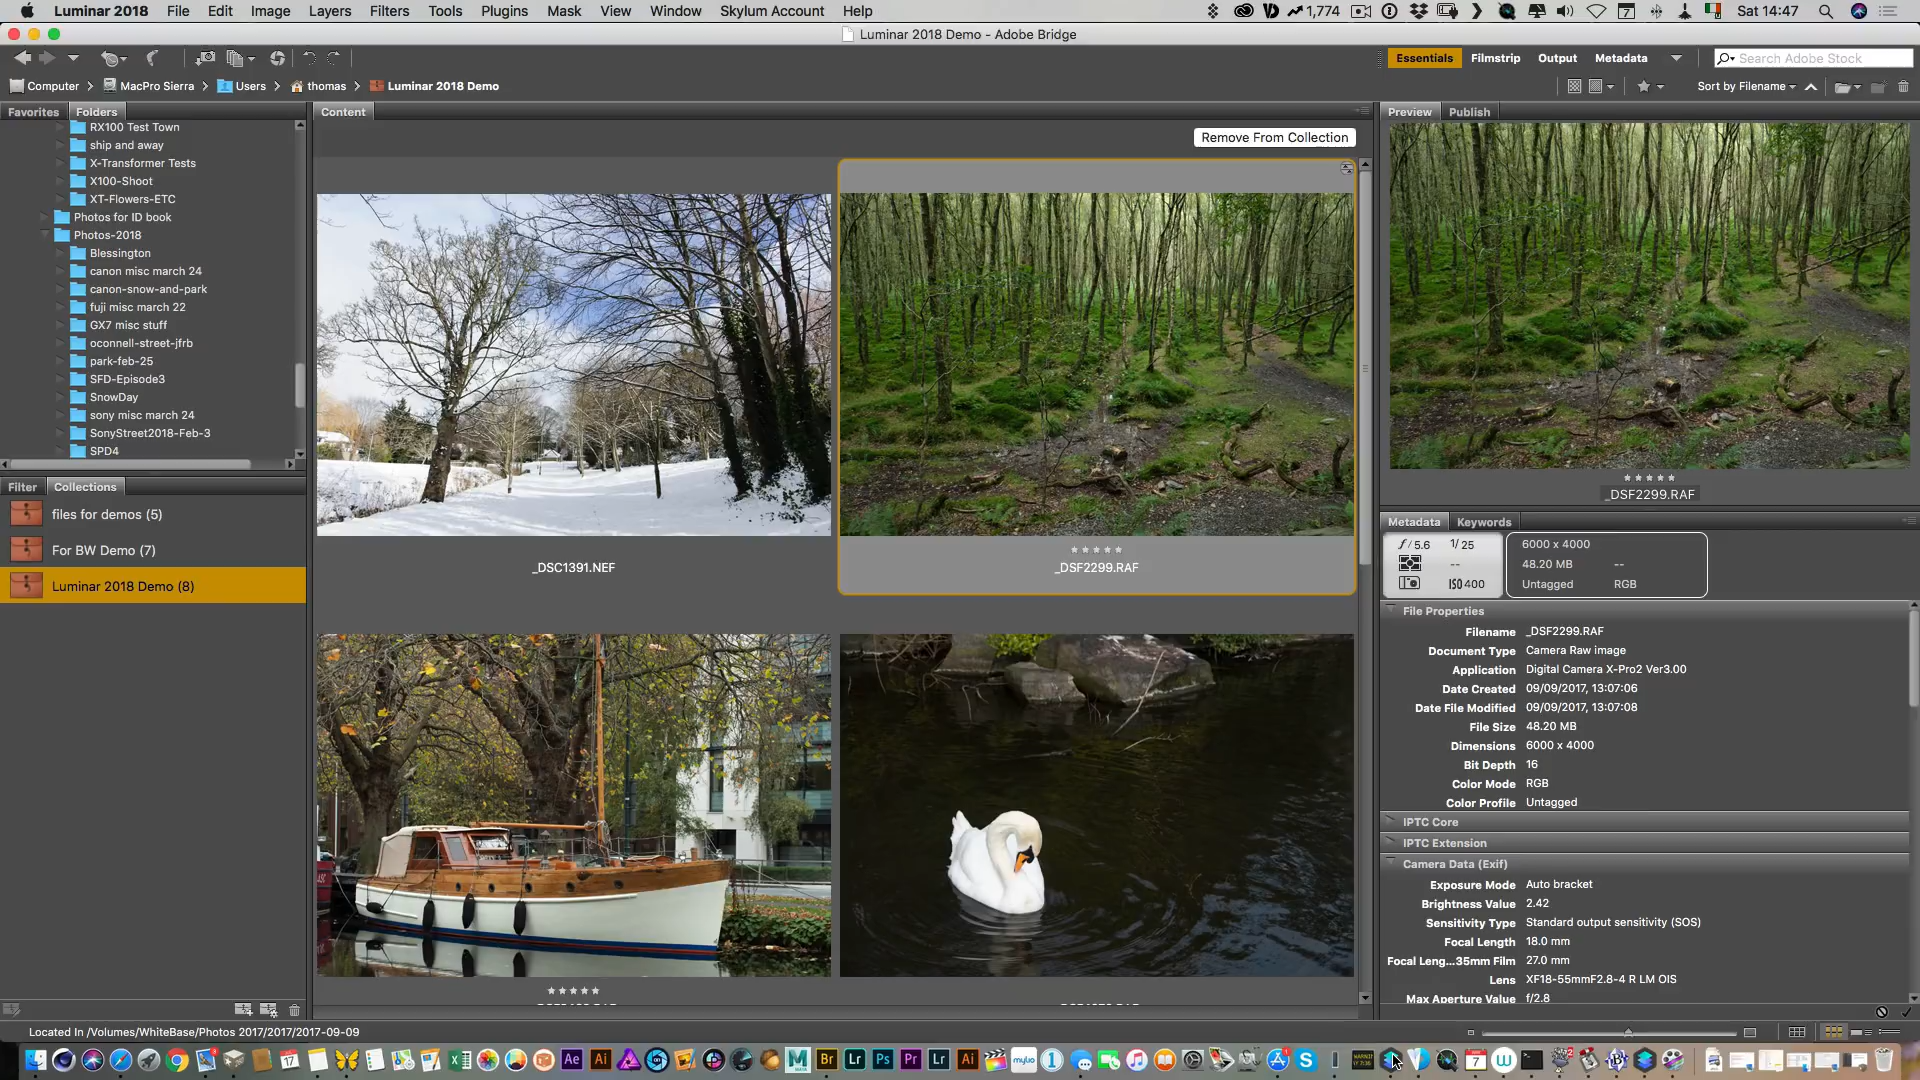 Luminar 2018 File Edit Image Layers Filters Tools Plugins Mask View Window Skylum Account Help 1,774 Sat 14:47
Luminar 2018 Demo - Adobe Bridge
Essentials Filmstrip Output Metadata Search Adobe Stock
Computer MacPro Sierra Users thomas Luminar 2018 Demo Sort by Filename
Favorites Folders
RX100 Test Town
ship and away
X-Transformer Tests
X100-Shoot
XT-Flowers-ETC
Photos for ID book
Photos-2018
Blessington
canon misc march 24
canon-snow-and-park
fuji misc march 22
GX7 misc stuff
oconnell-street-jfrb
park-feb-25
SFD-Episode3
SnowDay
sony misc march 24
SonyStreet2018-Feb-3
SPD4
Filter Collections
files for demos (5)
For BW Demo (7)
Luminar 2018 Demo (8)
Content
Remove From Collection
_DSC1391.NEF
_DSF2299.RAF
Preview Publish
_DSF2299.RAF
Metadata Keywords
ƒ/5.6 1/25
--
ISO400
6000 x 4000
48.20 MB --
Untagged RGB
File Properties
Filename _DSF2299.RAF
Document Type Camera Raw image
Application Digital Camera X-Pro2 Ver3.00
Date Created 09/09/2017, 13:07:06
Date File Modified 09/09/2017, 13:07:08
File Size 48.20 MB
Dimensions 6000 x 4000
Bit Depth 16
Color Mode RGB
Color Profile Untagged
IPTC Core
IPTC Extension
Camera Data (Exif)
Exposure Mode Auto bracket
Brightness Value 2.42
Sensitivity Type Standard output sensitivity (SOS)
Focal Length 18.0 mm
Focal Leng...35mm Film 27.0 mm
Lens XF18-55mmF2.8-4 R LM OIS
Max Aperture Value f/2.8
Located In /Volumes/WhiteBase/Photos 2017/2017/2017-09-09
17 Ae Ai Br Lr Ps Pr Lr Ai mylio 7